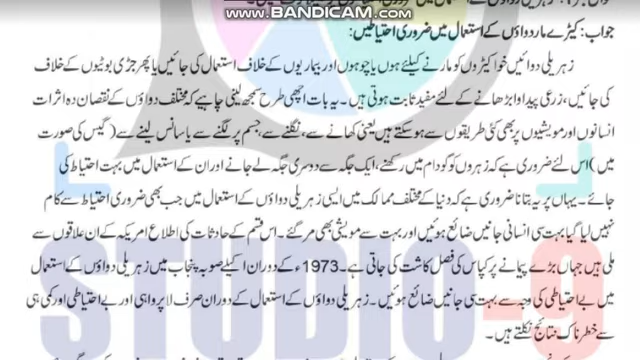 www.BANDICAM.com
جواب: کیڑے مار دواؤں کے استعمال میں ضروری احتیاطیں:
زہریلی دوائیں خواکیڑوں کو مارنے کیلئے ہوں یا چوہوں اور بیماریوں کے خلاف استعمال کی جائیں یا پھر جڑی بوٹیوں کے خلاف
کی جائیں، زرعی پیداوار بڑھانے کے لئے مفید ثابت ہوتی ہیں۔ یہ بات اچھی طرح سمجھ لینی چاہیے کہ مختلف دواؤں کے نقصان دہ اثرات
انسانوں اور مویشیوں پر بھی کئی طریقوں سے ہو سکتے ہیں یعنی کھانے سے، نگلنے سے، جسم پر لگنے سے یا سانس لینے سے (گیس کی صورت
میں) اس لئے ضروری ہے کہ زہروں کو گودام میں رکھنے، ایک جگہ سے دوسری جگہ لے جانے اور ان کے استعمال میں بہت احتیاط کی
جائے۔ یہاں پر یہ بتانا ضروری ہے کہ دنیا کے مختلف ممالک میں ایسی زہریلی دواؤں کے استعمال میں جب بھی ضروری احتیاط سے کام
نہیں لیا گیا بہت سی انسانی جانیں ضائع ہوئیں اور بہت سے مویشی بھی مر گئے۔ اس قسم کے حادثات کی اطلاع امریکہ کے ان علاقوں سے
ملی ہیں جہاں بڑے پیمانے پر کپاس کی فصل کاشت کی جاتی ہے۔ 1973ء کے دوران اکیلے صوبہ پنجاب میں زہریلی دواؤں کے استعمال
میں بے احتیاطی کی وجہ سے بہت سی جانیں ضائع ہوئیں۔ زہریلی دواؤں کے استعمال کے دوران صرف لاپرواہی اور بے احتیاطی اور کمی ہی
سے خطرناک نتائج نکلتے ہیں۔
STUDIO-9